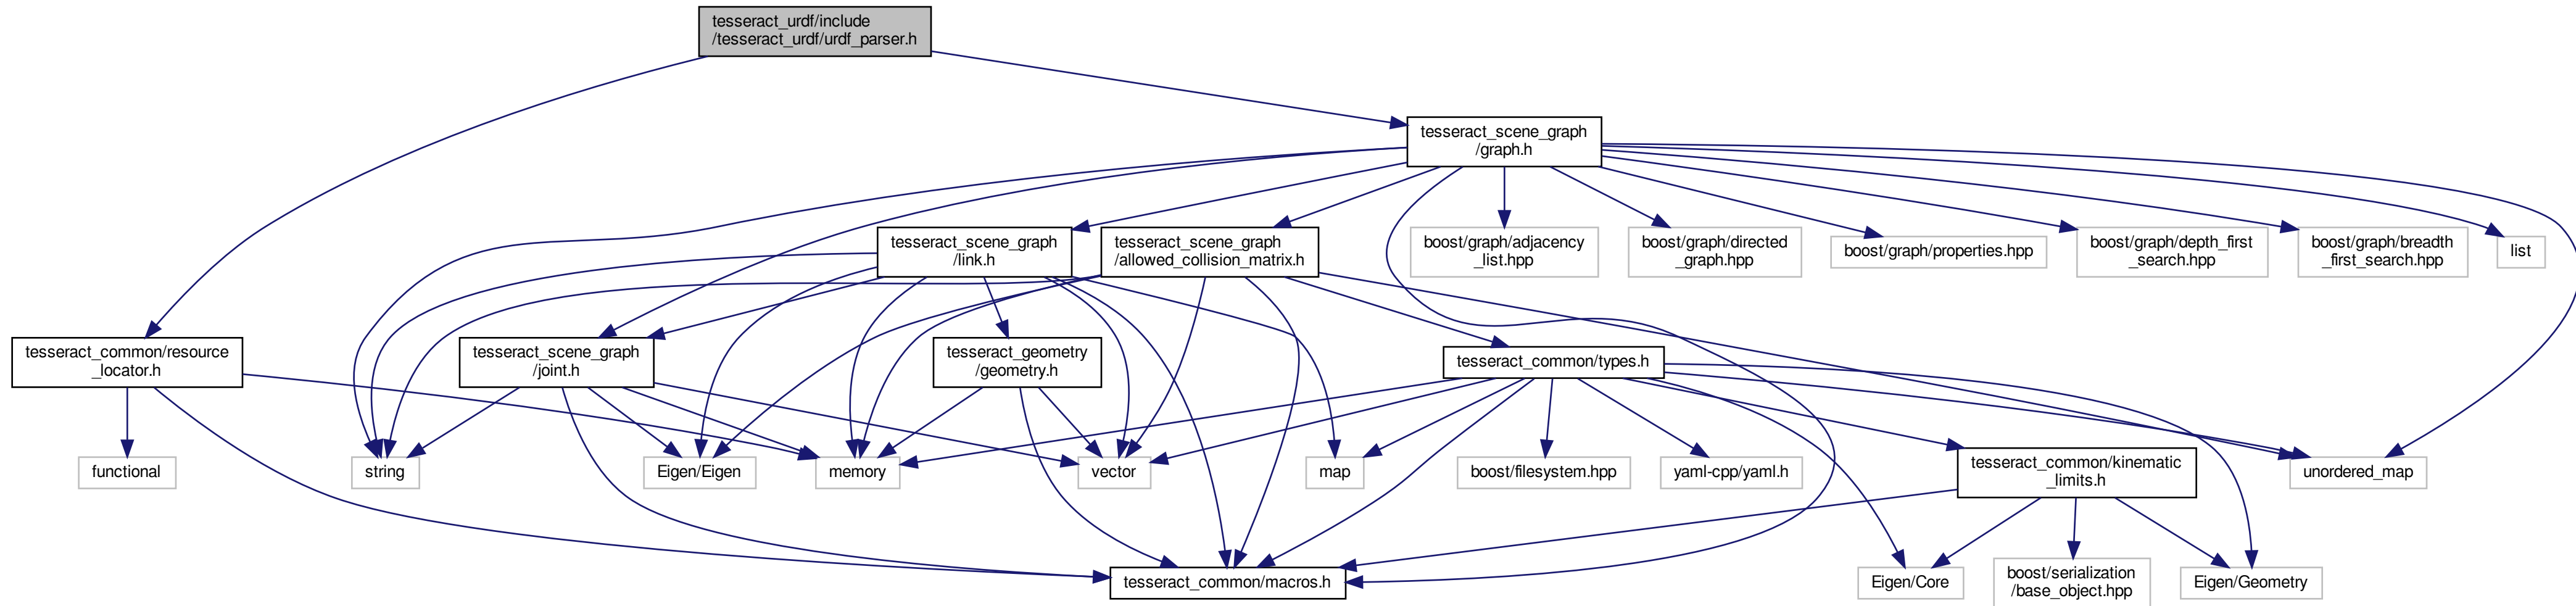 tesseract_urdf/include
/tesseract_urdf/urdf_parser.h
tesseract_scene_graph
/graph.h
tesseract_scene_graph
/link.h
tesseract_scene_graph
/allowed_collision_matrix.h
boost/graph/adjacency
_list.hpp
boost/graph/directed
_graph.hpp
boost/graph/properties.hpp
boost/graph/depth_first
_search.hpp
boost/graph/breadth
_first_search.hpp
list
tesseract_common/resource
_locator.h
tesseract_scene_graph
/joint.h
tesseract_geometry
/geometry.h
tesseract_common/types.h
functional
string
Eigen/Eigen
memory
vector
map
boost/filesystem.hpp
yaml-cpp/yaml.h
tesseract_common/kinematic
_limits.h
unordered_map
tesseract_common/macros.h
Eigen/Core
boost/serialization
/base_object.hpp
Eigen/Geometry